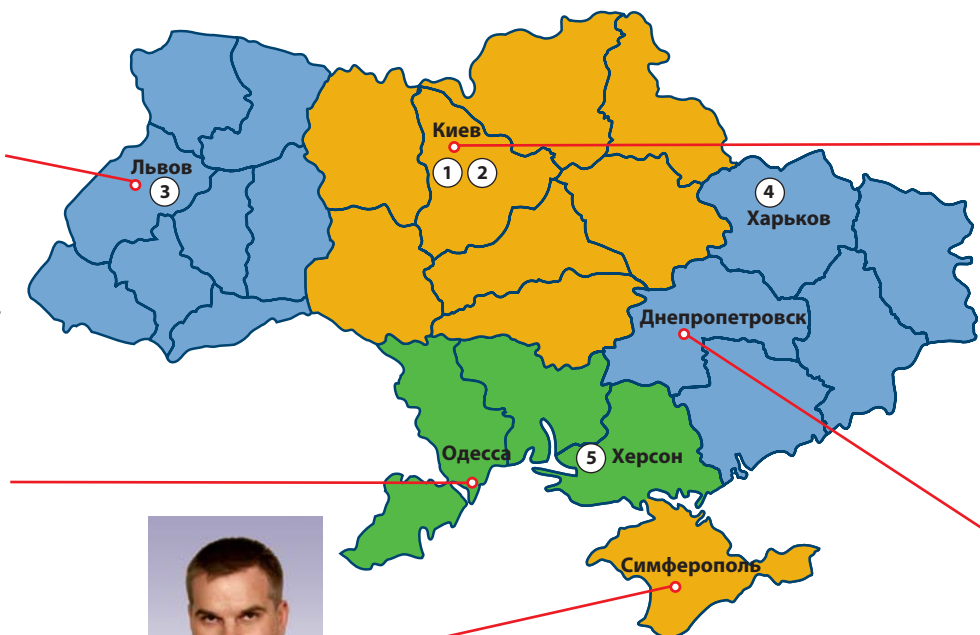 Киев
1 2
Львов
3
4
Харьков
Днепропетровск
Одесса
5 Херсон
Симферополь